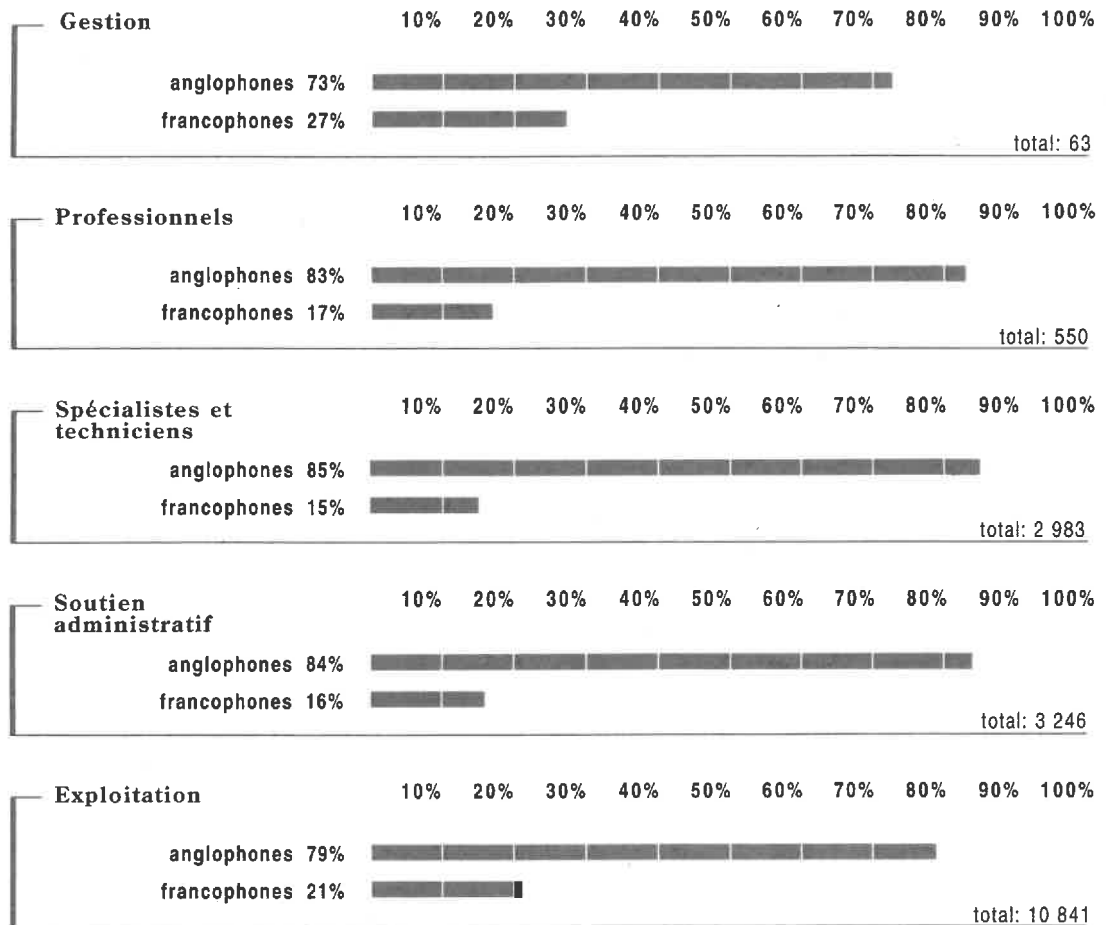 Gestion 10% 20% 30% 40% 50% 60% 70% 80% 90% 100%
anglophones 73%
francophones 27%
total: 63
Professionnels 10% 20% 30% 40% 50% 60% 70% 80% 90% 100%
anglophones 83%
francophones 17%
total: 550
Spécialistes et 10% 20% 30% 40% 50% 60% 70% 80% 90% 100%
techniciens
anglophones 85%
francophones 15%
total: 2 983
Soutien 10% 20% 30% 40% 50% 60% 70% 80% 90% 100%
administratif
anglophones 84%
francophones 16%
total: 3 246
Exploitation 10% 20% 30% 40% 50% 60% 70% 80% 90% 100%
anglophones 79%
francophones 21%
total: 10 841